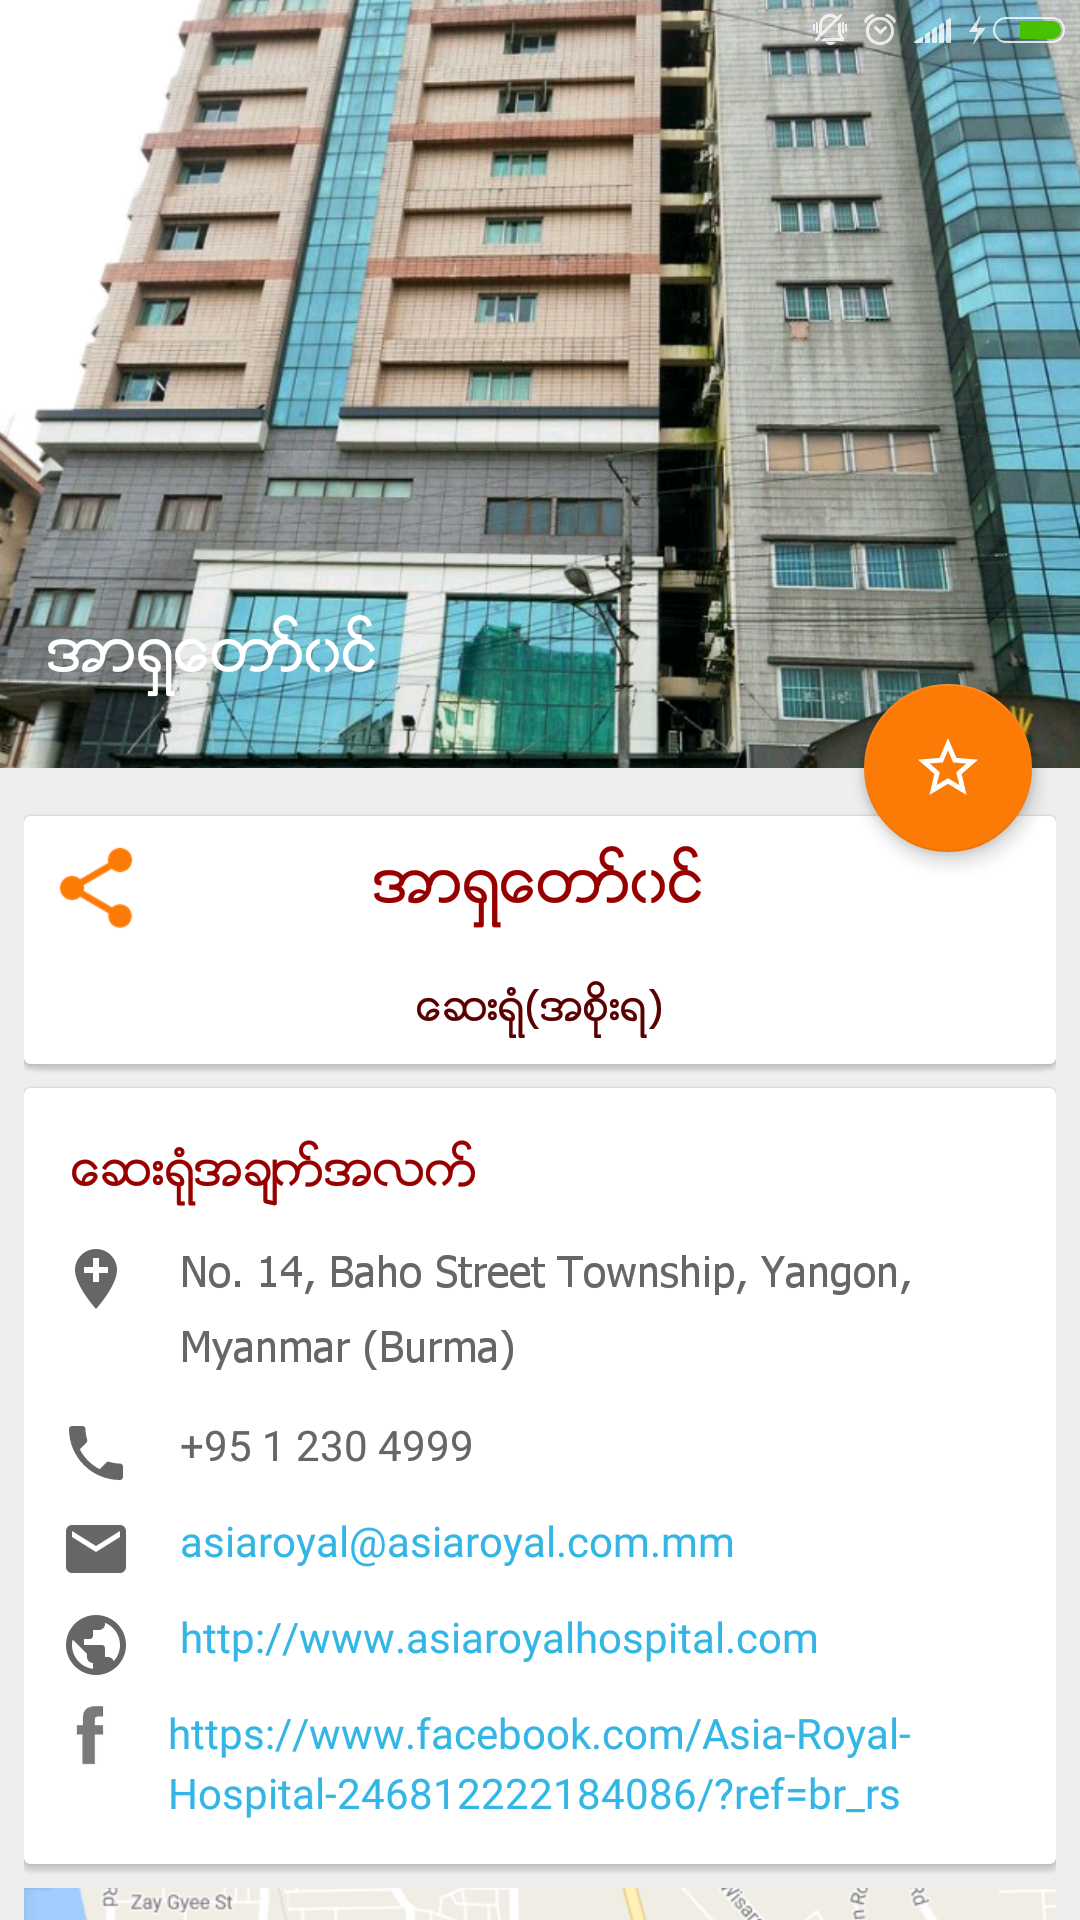 အာရှတော်ဝင်
အာရှတော်ဝင်
ဆေးရုံ(အစိုးရ)
ဆေးရုံအချက်အလက်
No. 14, Baho Street Township, Yangon,
Myanmar (Burma)
+95 1 230 4999
asiaroyal@asiaroyal.com.mm
http://www.asiaroyalhospital.com
https://www.facebook.com/Asia-Royal-
Hospital-246812222184086/?ref=br_rs
Zay Gyee St
Rd